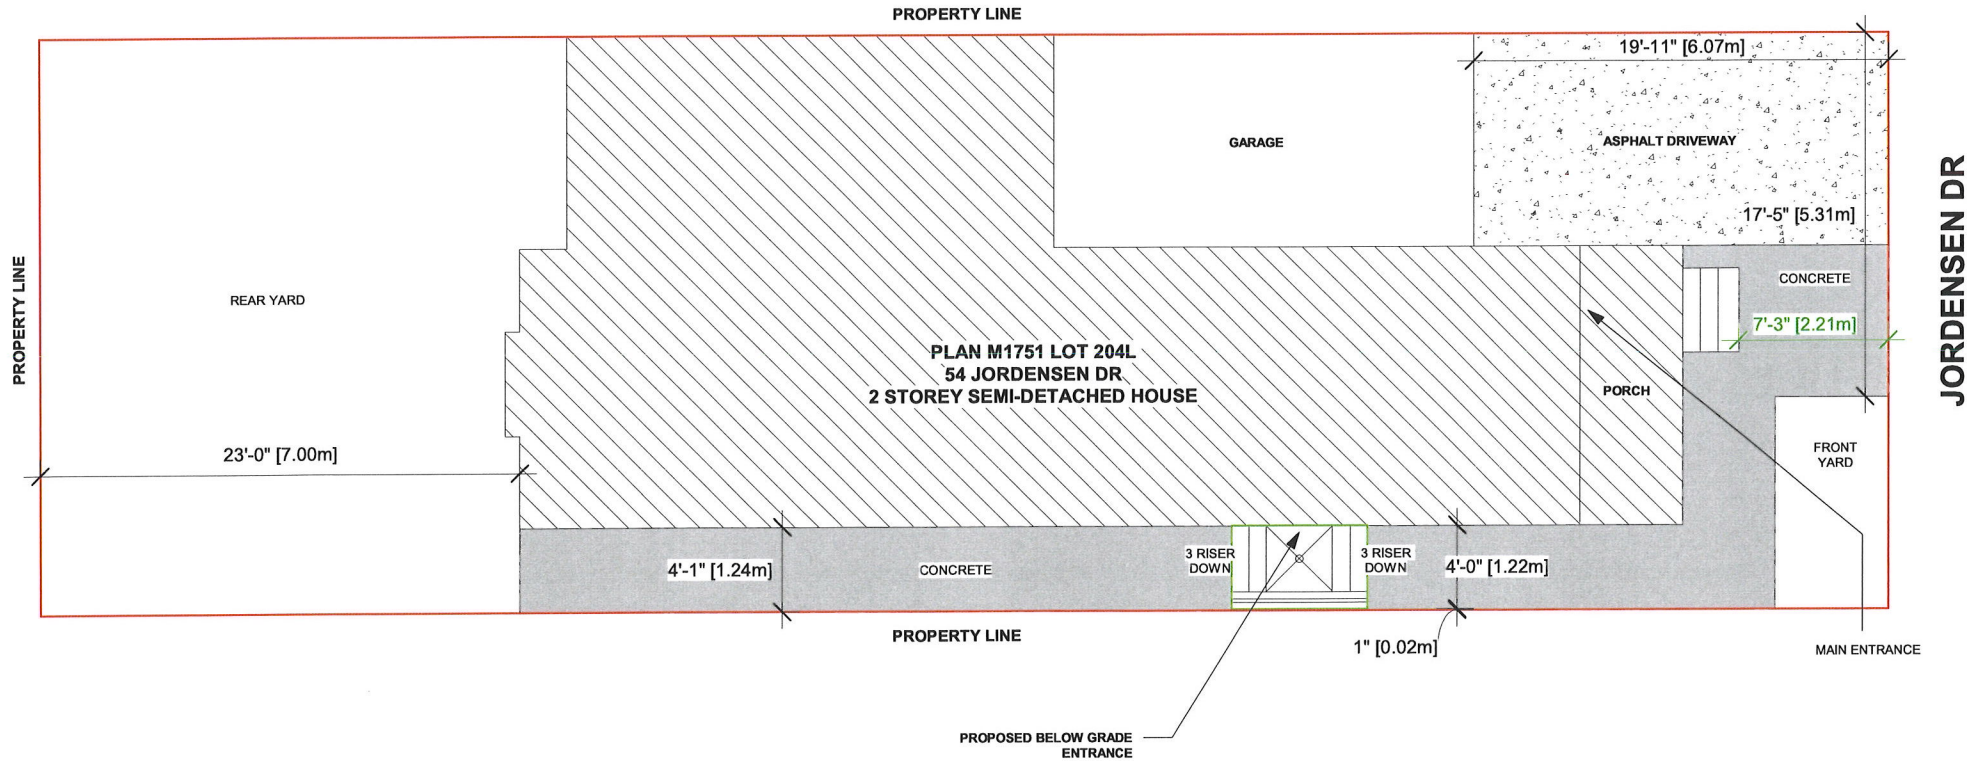 PROPERTY LINE
19'-11" [6.07m]
GARAGE
ASPHALT DRIVEWAY
17'-5" [5.31m]
JORDENSEN DR
PROPERTY LINE
REAR YARD
CONCRETE
7'-3" [2.21m]
PLAN M1751 LOT 204L
54 JORDENSEN DR
2 STOREY SEMI-DETACHED HOUSE
PORCH
23'-0" [7.00m]
FRONT
YARD
4'-1" [1.24m]
CONCRETE
3 RISER
DOWN
3 RISER
DOWN
4'-0" [1.22m]
PROPERTY LINE
1" [0.02m]
MAIN ENTRANCE
PROPOSED BELOW GRADE
ENTRANCE